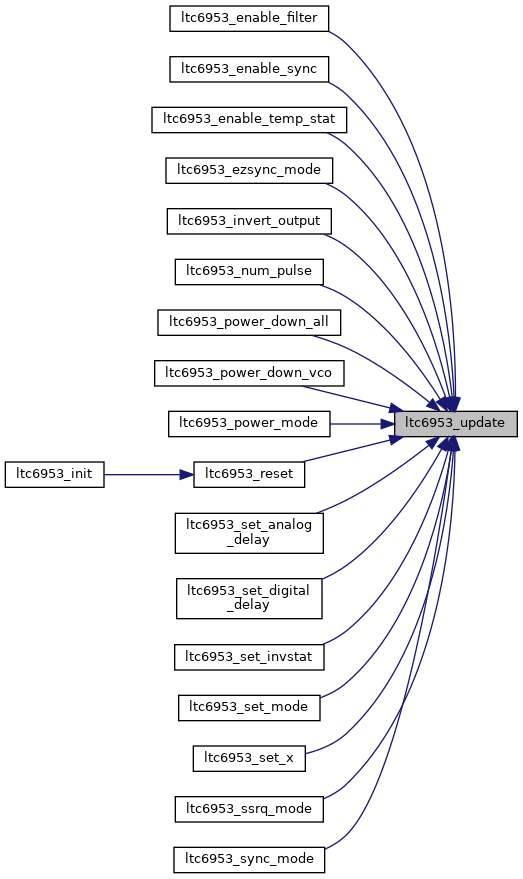 ltc6953_enable_filter
ltc6953_enable_sync
ltc6953_enable_temp_stat
ltc6953_ezsync_mode
ltc6953_invert_output
ltc6953_num_pulse
ltc6953_power_down_all
ltc6953_power_down_vco
ltc6953_power_mode
ltc6953_update
ltc6953_init
ltc6953_reset
ltc6953_set_analog
_delay
ltc6953_set_digital
_delay
ltc6953_set_invstat
ltc6953_set_mode
ltc6953_set_x
ltc6953_ssrq_mode
ltc6953_sync_mode